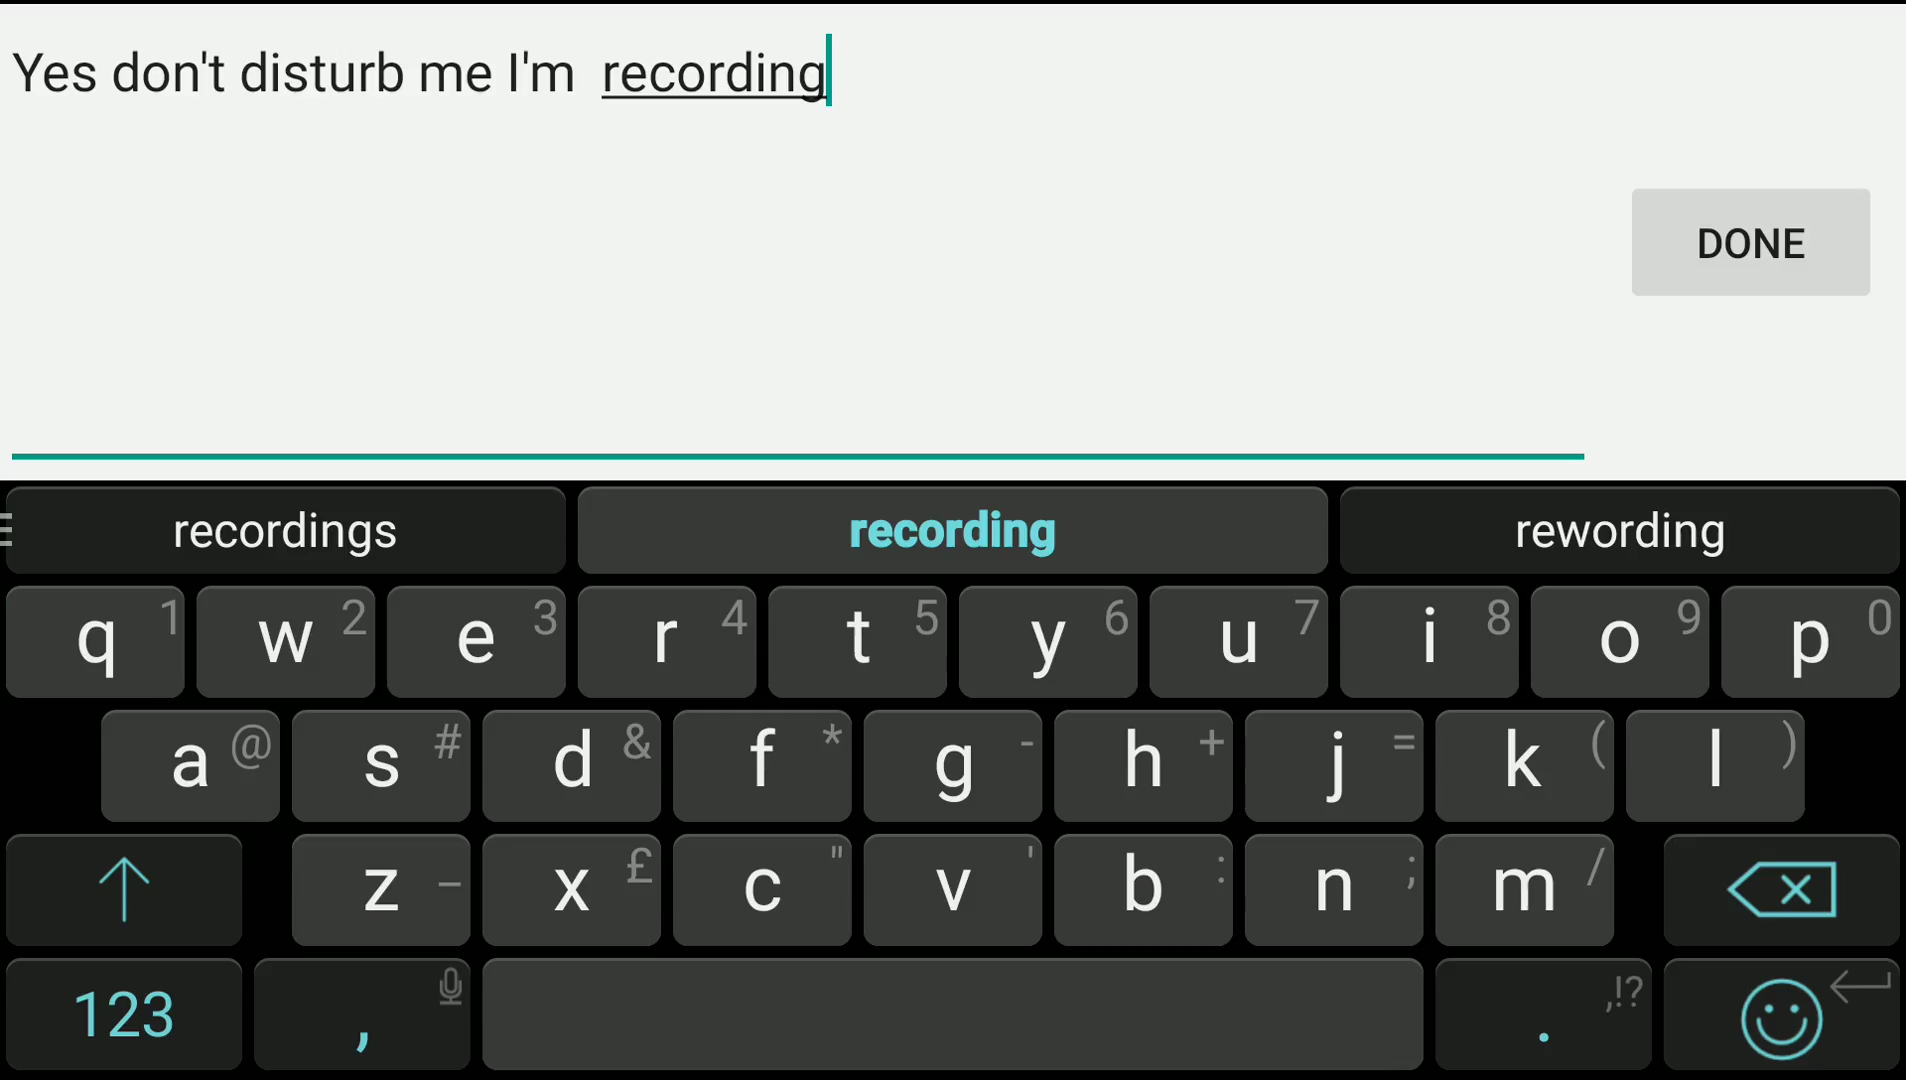 Yes don't disturb me I'm  recording
DONE
recordings recording rewording
q 1 w 2 e 3 r 4 t 5 y 6 u 7 i 8 o 9 p 0
a @ s # d & f * g - h + j = k ( l )
z _ x £ c " v ' b : n ; m /
123 , . ,!?